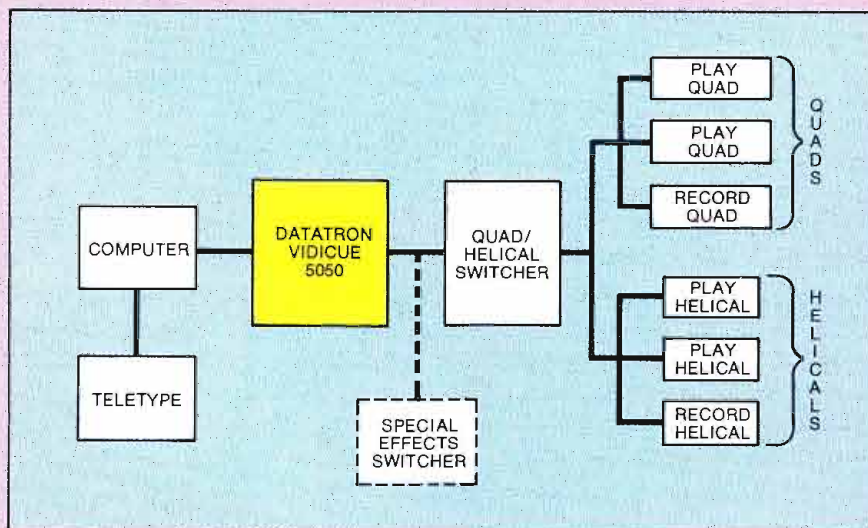 COMPUTER
TELETYPE
DATATRON
VIDICUE
5050
SPECIAL
EFFECTS
SWITCHER
QUAD/
HELICAL
SWITCHER
PLAY
QUAD
PLAY
QUAD
RECORD
QUAD
QUADS
PLAY
HELICAL
PLAY
HELICAL
RECORD
HELICAL
HELICALS